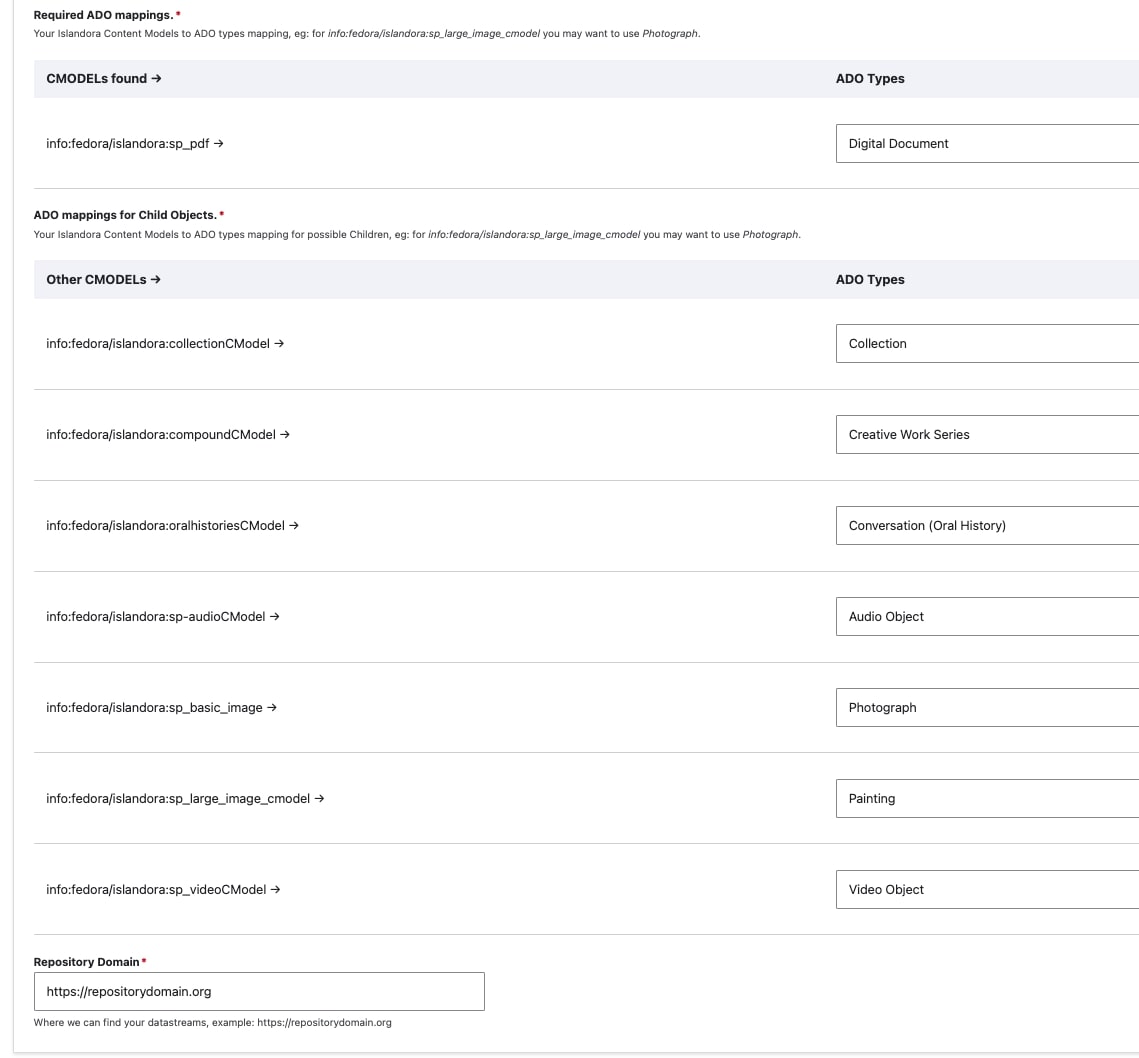 Required ADO mappings.*
Your Islandora Content Models to ADO types mapping, eg: for info:fedora/islandora:sp_large_image_cmodel you may want to use Photograph.
CMODELs found → ADO Types
info:fedora/islandora:sp_pdf → Digital Document
ADO mappings for Child Objects.*
Your Islandora Content Models to ADO types mapping for possible Children, eg: for info:fedora/islandora:sp_large_image_cmodel you may want to use Photograph.
Other CMODELs → ADO Types
info:fedora/islandora:collectionCModel → Collection
info:fedora/islandora:compoundCModel → Creative Work Series
info:fedora/islandora:oralhistoriesCModel → Conversation (Oral History)
info:fedora/islandora:sp-audioCModel → Audio Object
info:fedora/islandora:sp_basic_image → Photograph
info:fedora/islandora:sp_large_image_cmodel → Painting
info:fedora/islandora:sp_videoCModel → Video Object
Repository Domain*
https://repositorydomain.org
Where we can find your datastreams, example: https://repositorydomain.org